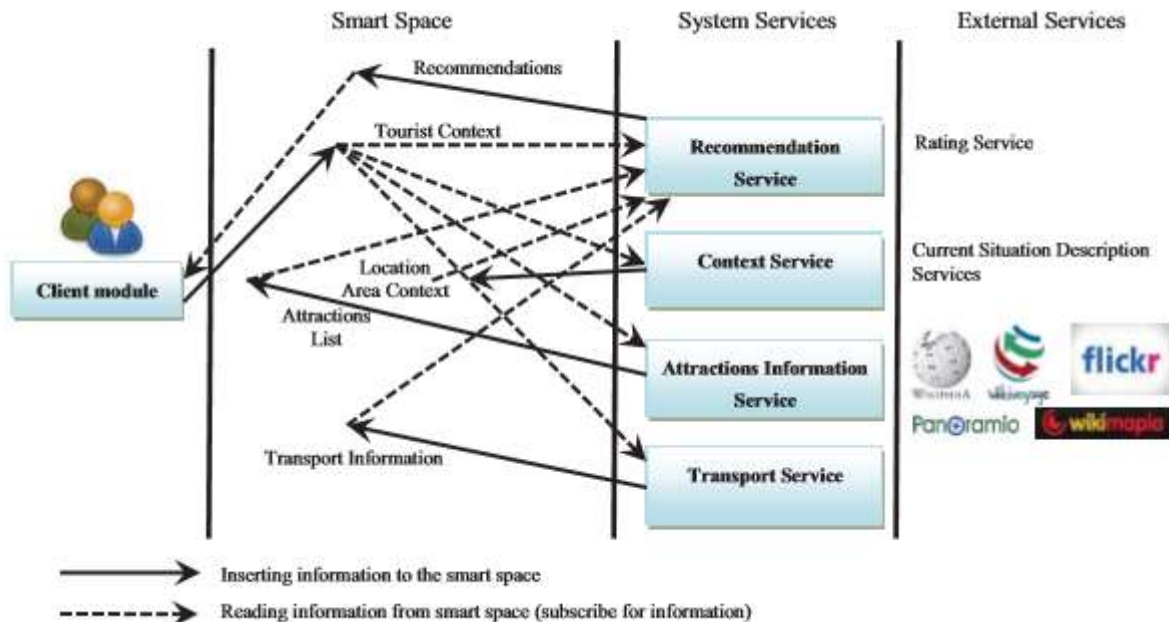 Smart Space
System Services
External Services
Recommendations
Tourist Context
Recommendation
Service
Rating Service
Context Service
Current Situation Description
Services
Client module
Location
Area Context
Attractions
List
Attractions Information
Service
WIKIPEDIA
wikivoyage
flickr
Panoramio
wikimapia
Transport Information
Transport Service
Inserting information to the smart space
Reading information from smart space (subscribe for information)